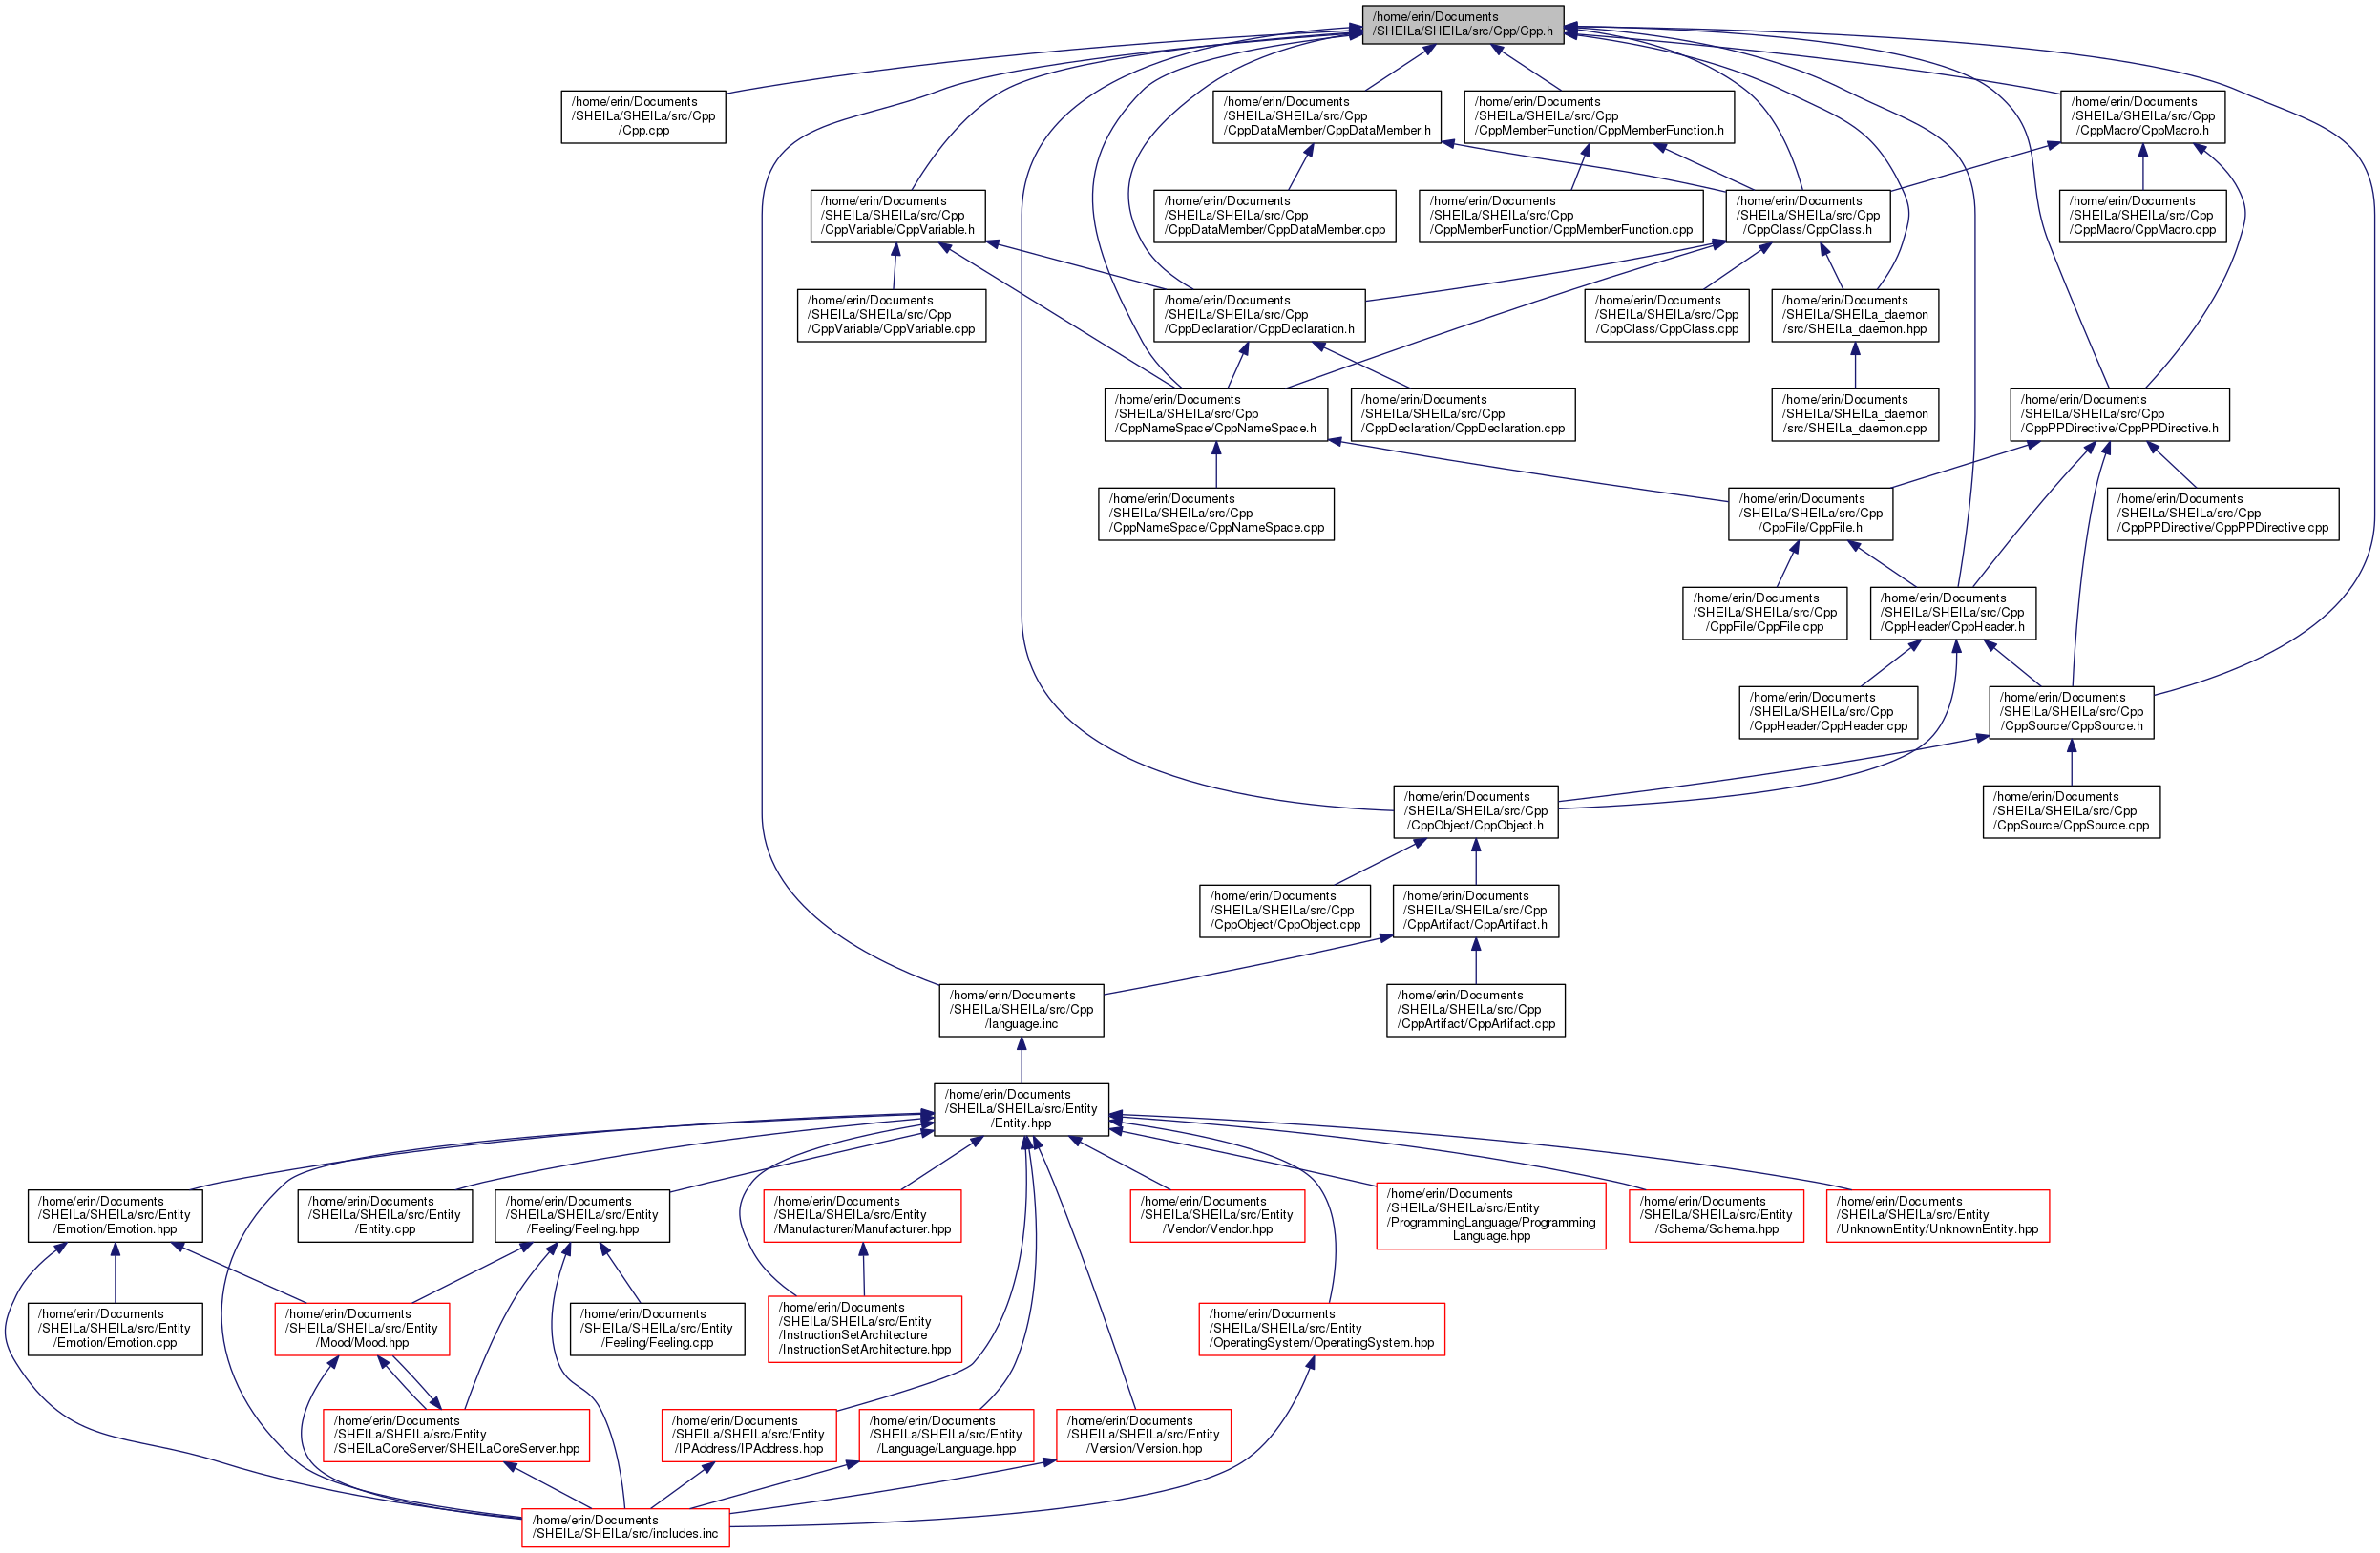 /home/erin/Documents
/SHEILa/SHEILa/src/Cpp/Cpp.h
/home/erin/Documents
/SHEILa/SHEILa/src/Cpp
/Cpp.cpp
/home/erin/Documents
/SHEILa/SHEILa/src/Cpp
/CppDataMember/CppDataMember.h
/home/erin/Documents
/SHEILa/SHEILa/src/Cpp
/CppMemberFunction/CppMemberFunction.h
/home/erin/Documents
/SHEILa/SHEILa/src/Cpp
/CppMacro/CppMacro.h
/home/erin/Documents
/SHEILa/SHEILa/src/Cpp
/CppVariable/CppVariable.h
/home/erin/Documents
/SHEILa/SHEILa/src/Cpp
/CppDataMember/CppDataMember.cpp
/home/erin/Documents
/SHEILa/SHEILa/src/Cpp
/CppMemberFunction/CppMemberFunction.cpp
/home/erin/Documents
/SHEILa/SHEILa/src/Cpp
/CppClass/CppClass.h
/home/erin/Documents
/SHEILa/SHEILa/src/Cpp
/CppMacro/CppMacro.cpp
/home/erin/Documents
/SHEILa/SHEILa/src/Cpp
/CppVariable/CppVariable.cpp
/home/erin/Documents
/SHEILa/SHEILa/src/Cpp
/CppDeclaration/CppDeclaration.h
/home/erin/Documents
/SHEILa/SHEILa/src/Cpp
/CppClass/CppClass.cpp
/home/erin/Documents
/SHEILa/SHEILa_daemon
/src/SHEILa_daemon.hpp
/home/erin/Documents
/SHEILa/SHEILa/src/Cpp
/CppNameSpace/CppNameSpace.h
/home/erin/Documents
/SHEILa/SHEILa/src/Cpp
/CppDeclaration/CppDeclaration.cpp
/home/erin/Documents
/SHEILa/SHEILa_daemon
/src/SHEILa_daemon.cpp
/home/erin/Documents
/SHEILa/SHEILa/src/Cpp
/CppPPDirective/CppPPDirective.h
/home/erin/Documents
/SHEILa/SHEILa/src/Cpp
/CppNameSpace/CppNameSpace.cpp
/home/erin/Documents
/SHEILa/SHEILa/src/Cpp
/CppFile/CppFile.h
/home/erin/Documents
/SHEILa/SHEILa/src/Cpp
/CppPPDirective/CppPPDirective.cpp
/home/erin/Documents
/SHEILa/SHEILa/src/Cpp
/CppFile/CppFile.cpp
/home/erin/Documents
/SHEILa/SHEILa/src/Cpp
/CppHeader/CppHeader.h
/home/erin/Documents
/SHEILa/SHEILa/src/Cpp
/CppHeader/CppHeader.cpp
/home/erin/Documents
/SHEILa/SHEILa/src/Cpp
/CppSource/CppSource.h
/home/erin/Documents
/SHEILa/SHEILa/src/Cpp
/CppObject/CppObject.h
/home/erin/Documents
/SHEILa/SHEILa/src/Cpp
/CppSource/CppSource.cpp
/home/erin/Documents
/SHEILa/SHEILa/src/Cpp
/CppObject/CppObject.cpp
/home/erin/Documents
/SHEILa/SHEILa/src/Cpp
/CppArtifact/CppArtifact.h
/home/erin/Documents
/SHEILa/SHEILa/src/Cpp
/language.inc
/home/erin/Documents
/SHEILa/SHEILa/src/Cpp
/CppArtifact/CppArtifact.cpp
/home/erin/Documents
/SHEILa/SHEILa/src/Entity
/Entity.hpp
/home/erin/Documents
/SHEILa/SHEILa/src/Entity
/Emotion/Emotion.hpp
/home/erin/Documents
/SHEILa/SHEILa/src/Entity
/Entity.cpp
/home/erin/Documents
/SHEILa/SHEILa/src/Entity
/Feeling/Feeling.hpp
/home/erin/Documents
/SHEILa/SHEILa/src/Entity
/Manufacturer/Manufacturer.hpp
/home/erin/Documents
/SHEILa/SHEILa/src/Entity
/Vendor/Vendor.hpp
/home/erin/Documents
/SHEILa/SHEILa/src/Entity
/ProgrammingLanguage/Programming
Language.hpp
/home/erin/Documents
/SHEILa/SHEILa/src/Entity
/Schema/Schema.hpp
/home/erin/Documents
/SHEILa/SHEILa/src/Entity
/UnknownEntity/UnknownEntity.hpp
/home/erin/Documents
/SHEILa/SHEILa/src/Entity
/Emotion/Emotion.cpp
/home/erin/Documents
/SHEILa/SHEILa/src/Entity
/Mood/Mood.hpp
/home/erin/Documents
/SHEILa/SHEILa/src/Entity
/Feeling/Feeling.cpp
/home/erin/Documents
/SHEILa/SHEILa/src/Entity
/InstructionSetArchitecture
/InstructionSetArchitecture.hpp
/home/erin/Documents
/SHEILa/SHEILa/src/Entity
/OperatingSystem/OperatingSystem.hpp
/home/erin/Documents
/SHEILa/SHEILa/src/Entity
/SHEILaCoreServer/SHEILaCoreServer.hpp
/home/erin/Documents
/SHEILa/SHEILa/src/Entity
/IPAddress/IPAddress.hpp
/home/erin/Documents
/SHEILa/SHEILa/src/Entity
/Language/Language.hpp
/home/erin/Documents
/SHEILa/SHEILa/src/Entity
/Version/Version.hpp
/home/erin/Documents
/SHEILa/SHEILa/src/includes.inc